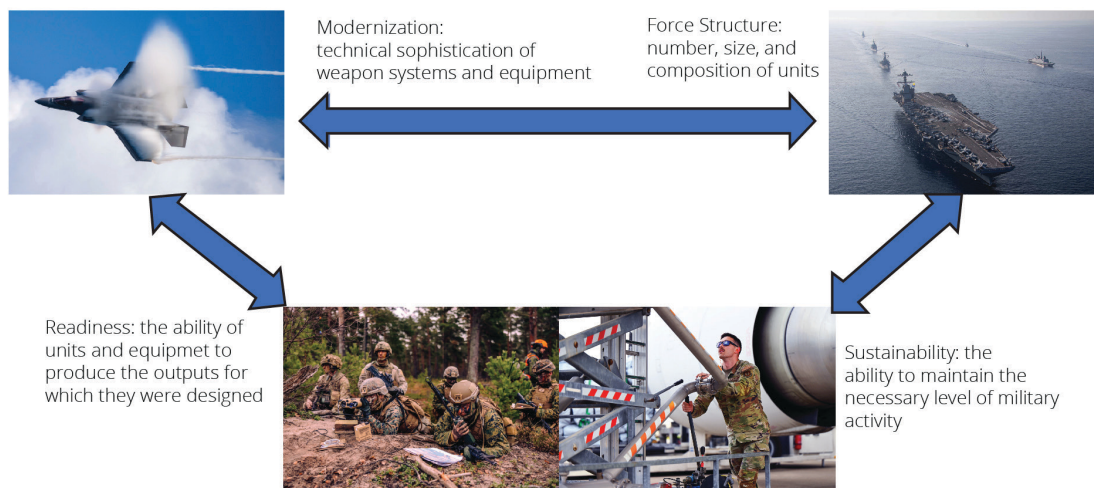 Modernization:
technical sophistication of
weapon systems and equipment
Force Structure:
number, size, and
composition of units
Readiness: the ability of
units and equipmet to
produce the outputs for
which they were designed
Sustainability: the
ability to maintain the
necessary level of military
activity